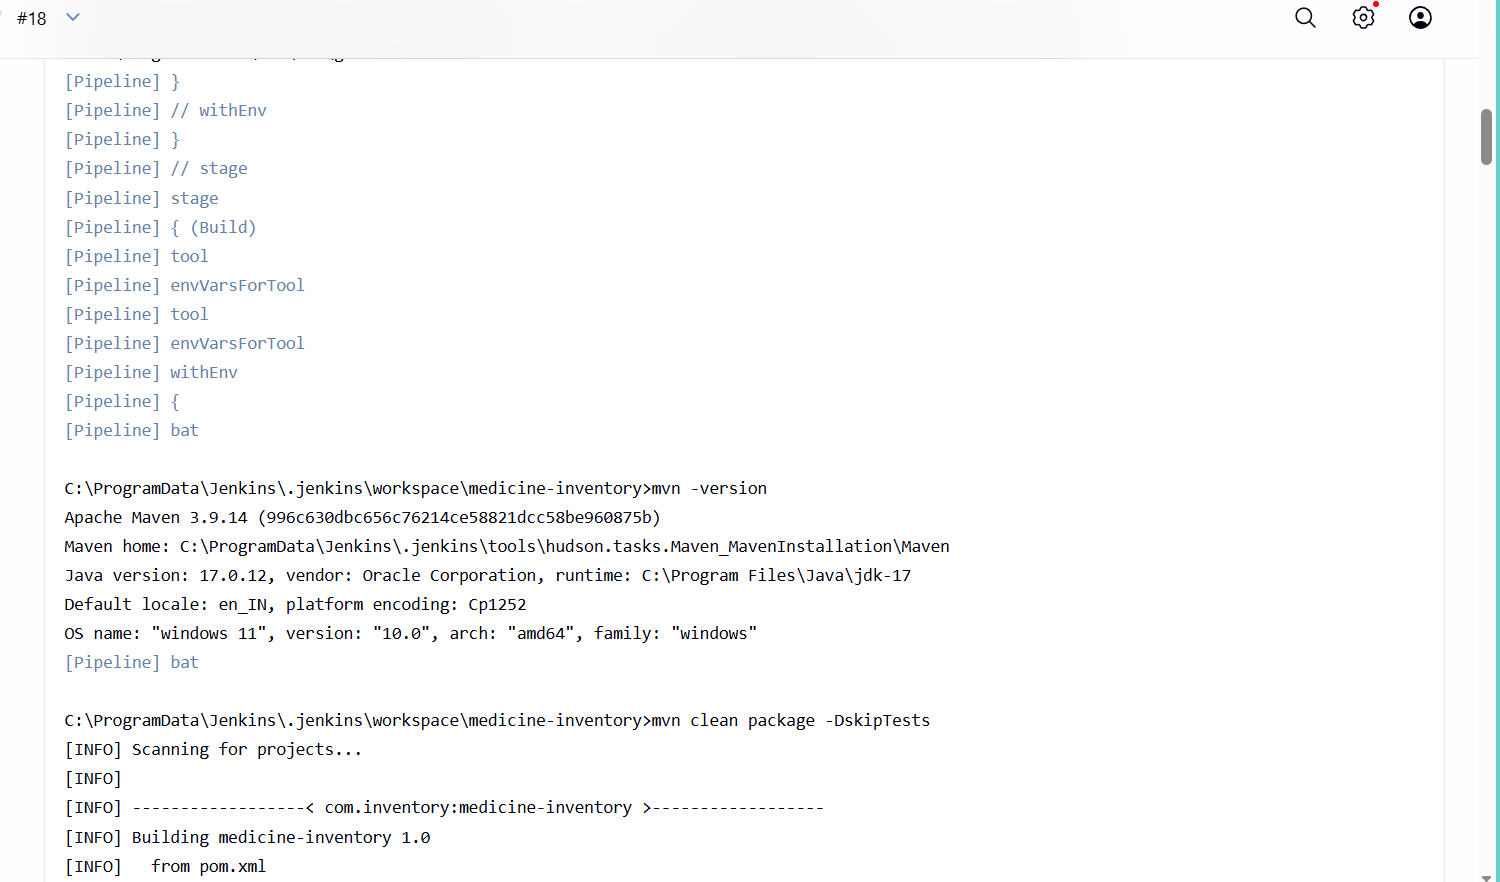 #18
[Pipeline] }
[Pipeline] // withEnv
[Pipeline] }
[Pipeline] // stage
[Pipeline] stage
[Pipeline] { (Build)
[Pipeline] tool
[Pipeline] envVarsForTool
[Pipeline] tool
[Pipeline] envVarsForTool
[Pipeline] withEnv
[Pipeline] {
[Pipeline] bat
C:\ProgramData\Jenkins\.jenkins\workspace\medicine-inventory>mvn -version
Apache Maven 3.9.14 (996c630dbc656c76214ce58821dcc58be960875b)
Maven home: C:\ProgramData\Jenkins\.jenkins\tools\hudson.tasks.Maven_MavenInstallation\Maven
Java version: 17.0.12, vendor: Oracle Corporation, runtime: C:\Program Files\Java\jdk-17
Default locale: en_IN, platform encoding: Cp1252
OS name: "windows 11", version: "10.0", arch: "amd64", family: "windows"
[Pipeline] bat
C:\ProgramData\Jenkins\.jenkins\workspace\medicine-inventory>mvn clean package -DskipTests
[INFO] Scanning for projects...
[INFO]
[INFO] ------------------< com.inventory:medicine-inventory >------------------
[INFO] Building medicine-inventory 1.0
[INFO]   from pom.xml